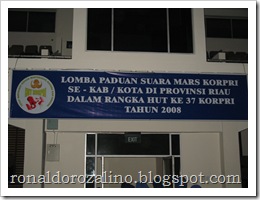 LOMBA PADUAN SUARA MARS KORPRI
SE - KAB / KOTA DI PROVINSI RIAU
DALAM RANGKA HUT KE 37 KORPRI
TAHUN 2008
EXIT
ronaldorozalino.com